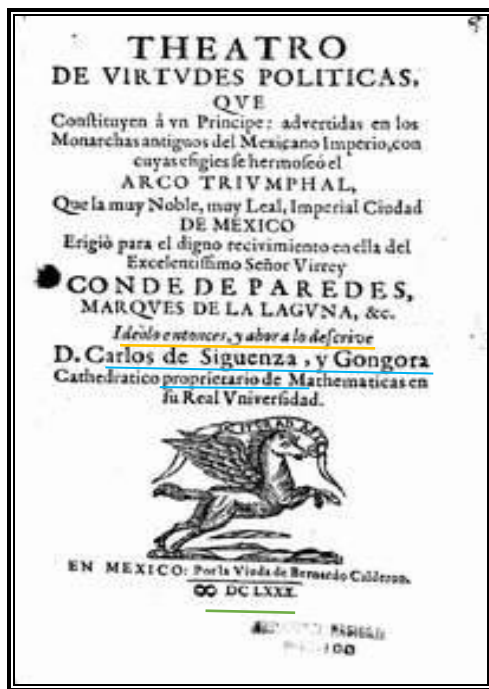 THEATRO
DE VIRTVDES POLITICAS,
QVE
Constituyen á vn Principe: advertidas en los
Monarchas antiguos del Mexicano Imperio, con
cuyas efigies se hermoseó el
ARCO TRIVMPHAL,
Que la muy Noble, muy Leal, Imperial Ciudad
DE MEXICO
Erigiò para el digno recivimiento en ella del
Excelentissimo Señor Virrey
CONDE DE PAREDES,
MARQVES DE LA LAGVNA, &c.
Ideòlo entonces, y ahora lo descrive
D. Carlos de Siguenza, y Gongora
Cathedratico proprietario de Mathematicas en
su Real Vniversidad.
EN MEXICO: Por la Viuda de Bernardo Calderon.
ↀ DC LXXX.